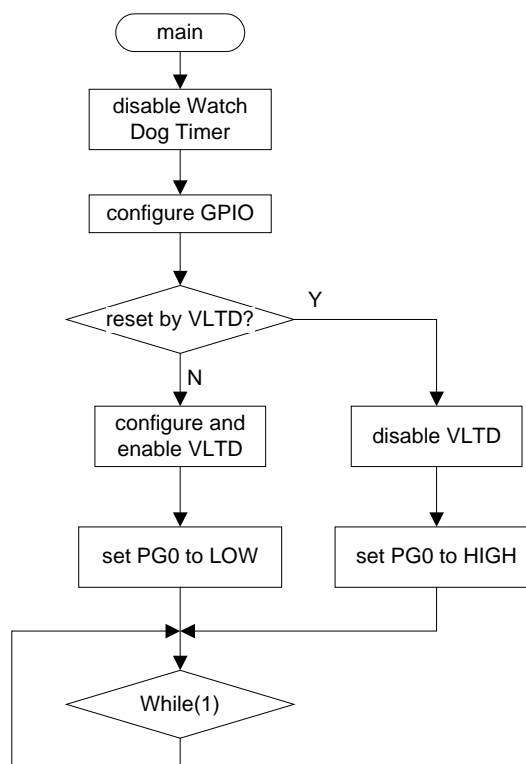 main
disable Watch
Dog Timer
configure GPIO
reset by VLTD?
Y
N
configure and
enable VLTD
disable VLTD
set PG0 to LOW
set PG0 to HIGH
While(1)